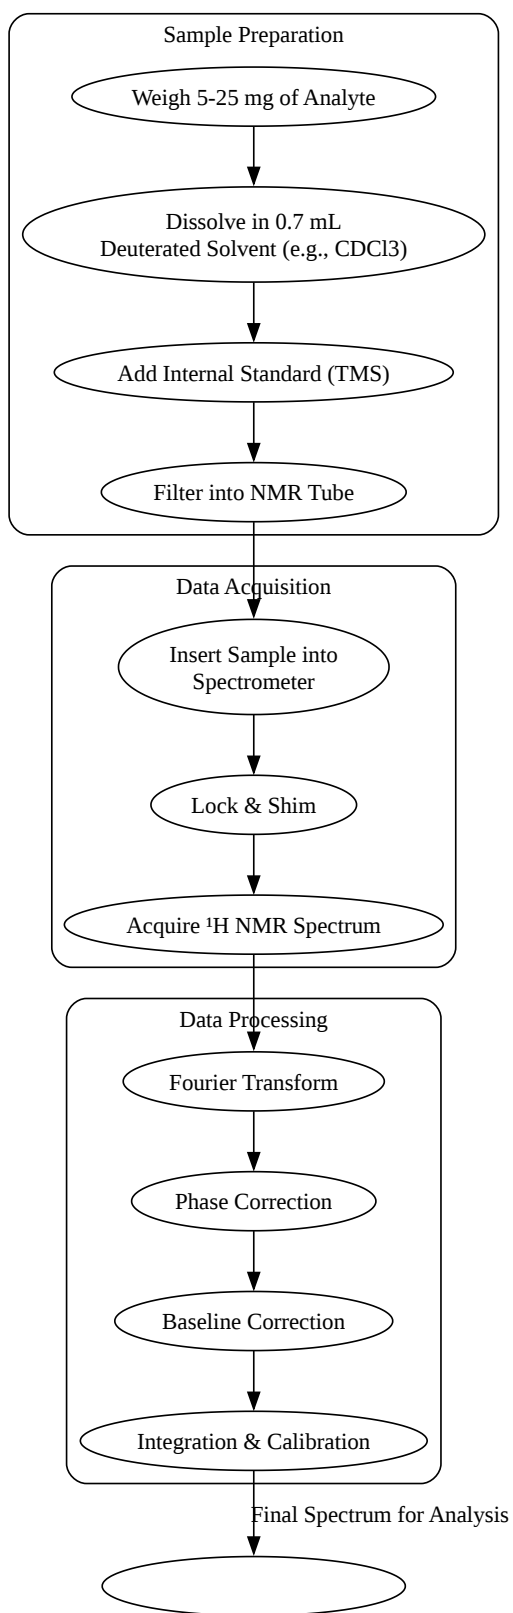 Sample Preparation
Weigh 5-25 mg of Analyte
Dissolve in 0.7 mL
Deuterated Solvent (e.g., CDCl3)
Add Internal Standard (TMS)
Filter into NMR Tube
Data Acquisition
Insert Sample into
Spectrometer
Lock & Shim
Acquire ¹H NMR Spectrum
Data Processing
Fourier Transform
Phase Correction
Baseline Correction
Integration & Calibration
Final Spectrum for Analysis